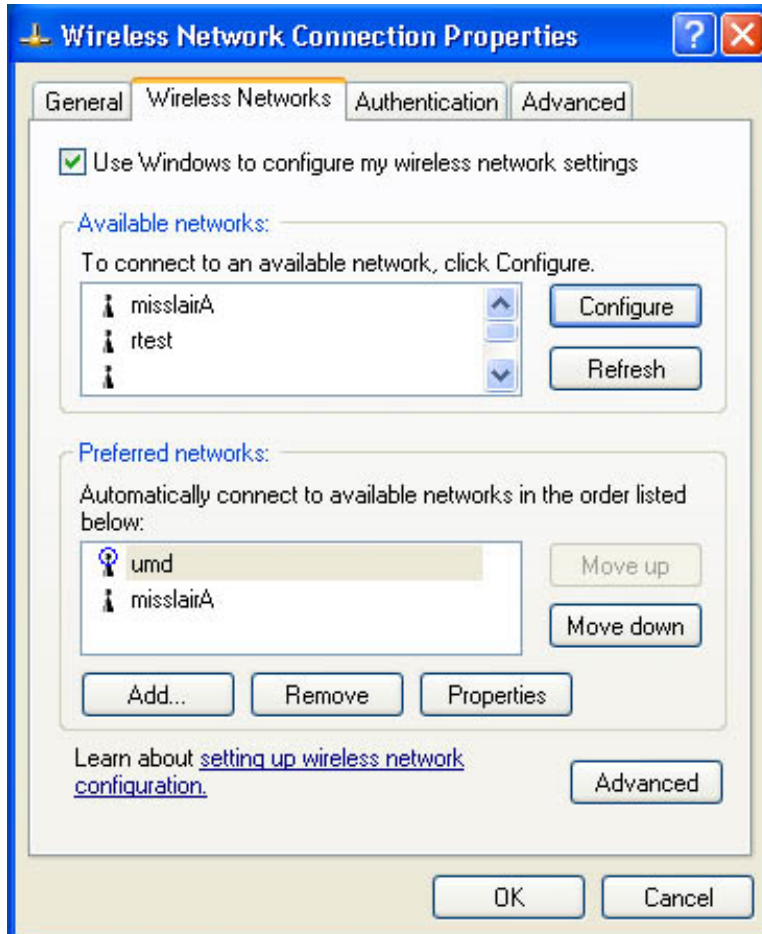 Wireless Network Connection Properties
General Wireless Networks Authentication Advanced
Use Windows to configure my wireless network settings
Available networks:
To connect to an available network, click Configure.
misslairA
rtest
Configure
Refresh
Preferred networks:
Automatically connect to available networks in the order listed
below:
umd
misslairA
Move up
Move down
Add... Remove Properties
Learn about setting up wireless network
configuration.
Advanced
OK Cancel